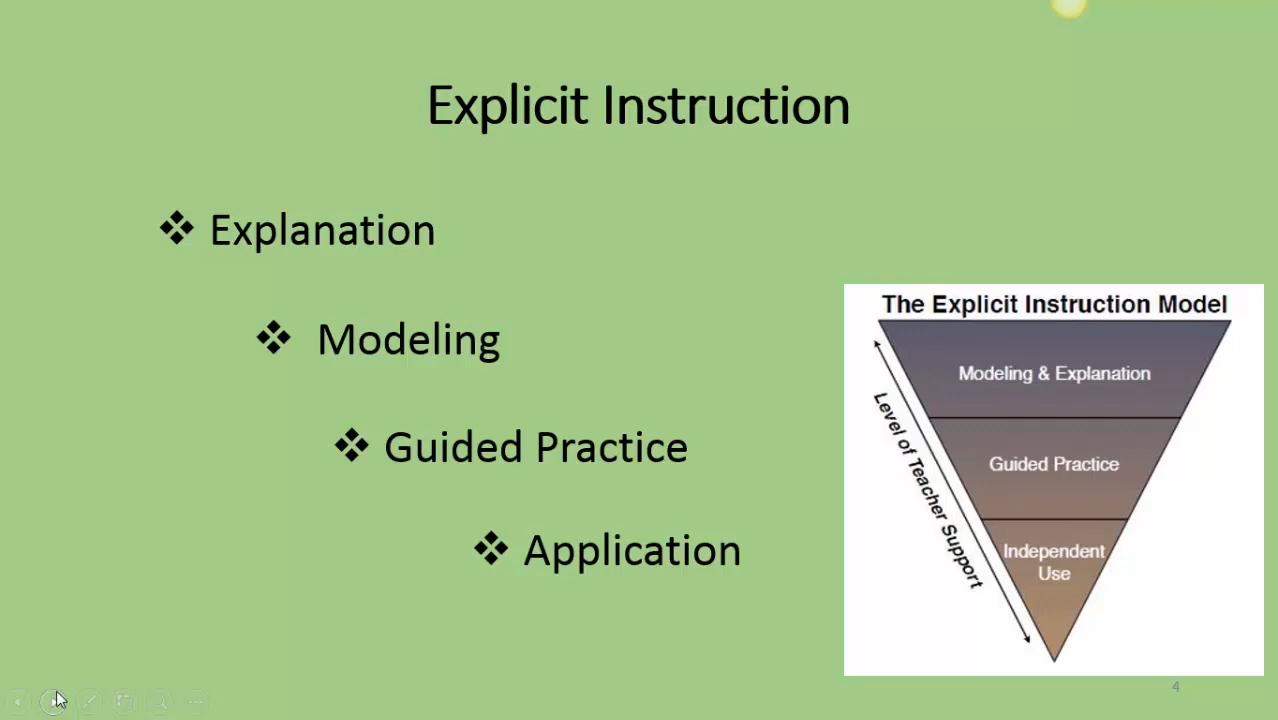 Explicit Instruction
❖ Explanation
❖ Modeling
❖ Guided Practice
❖ Application
The Explicit Instruction Model
Modeling & Explanation
Guided Practice
Independent
Use
Level of Teacher Support
4